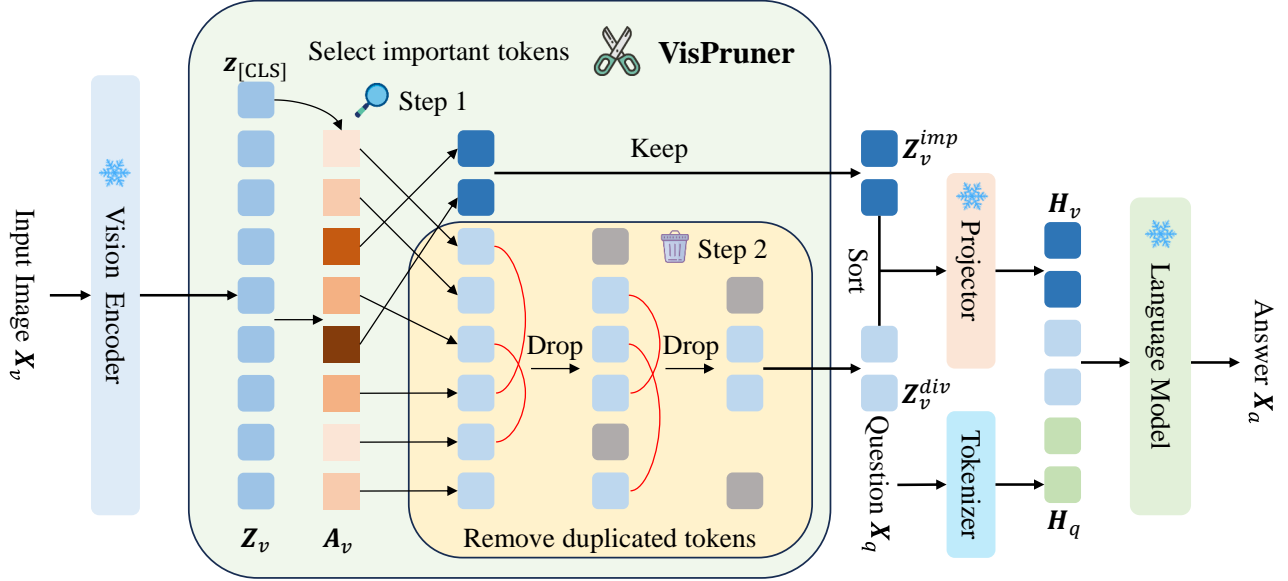 Input Image X_v
Vision Encoder
Select important tokens
VisPruner
z_[CLS]
Step 1
Keep
Step 2
Drop
Drop
Remove duplicated tokens
Z_v
A_v
Z_v^imp
Sort
Z_v^div
Question X_q
Projector
Tokenizer
H_v
H_q
Language Model
Answer X_a